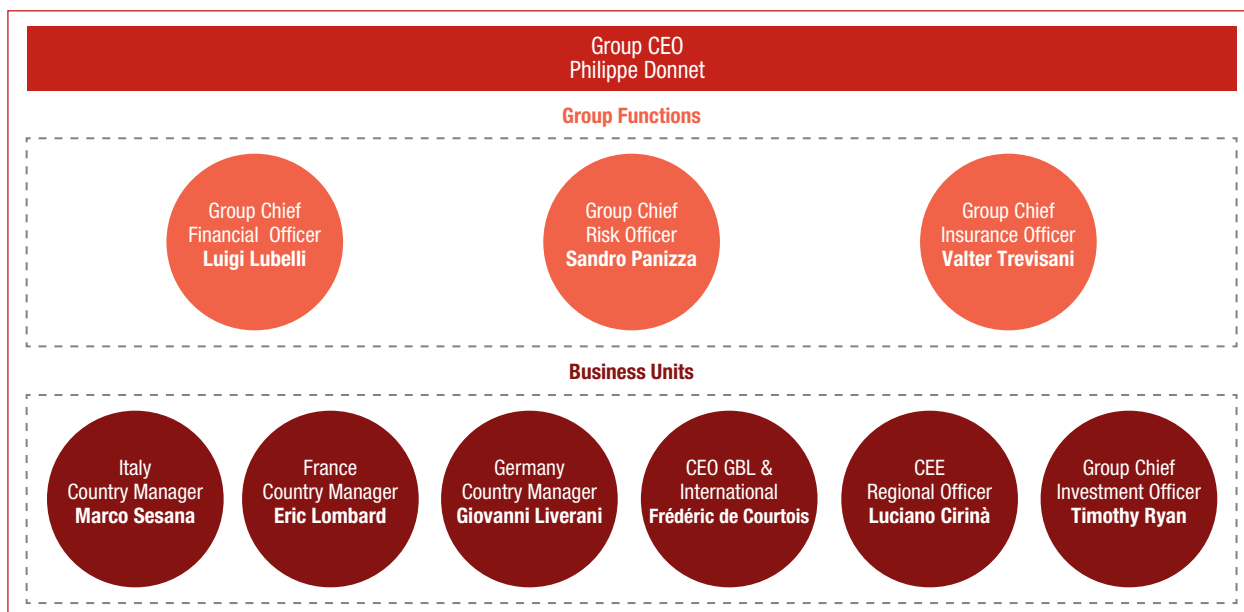 Group CEO
Philippe Donnet
Group Functions
Group Chief
Financial Officer
Luigi Lubelli
Group Chief
Risk Officer
Sandro Panizza
Group Chief
Insurance Officer
Valter Trevisani
Business Units
Italy
Country Manager
Marco Sesana
France
Country Manager
Eric Lombard
Germany
Country Manager
Giovanni Liverani
CEO GBL &
International
Frédéric de Courtois
CEE
Regional Officer
Luciano Cirinà
Group Chief
Investment Officer
Timothy Ryan